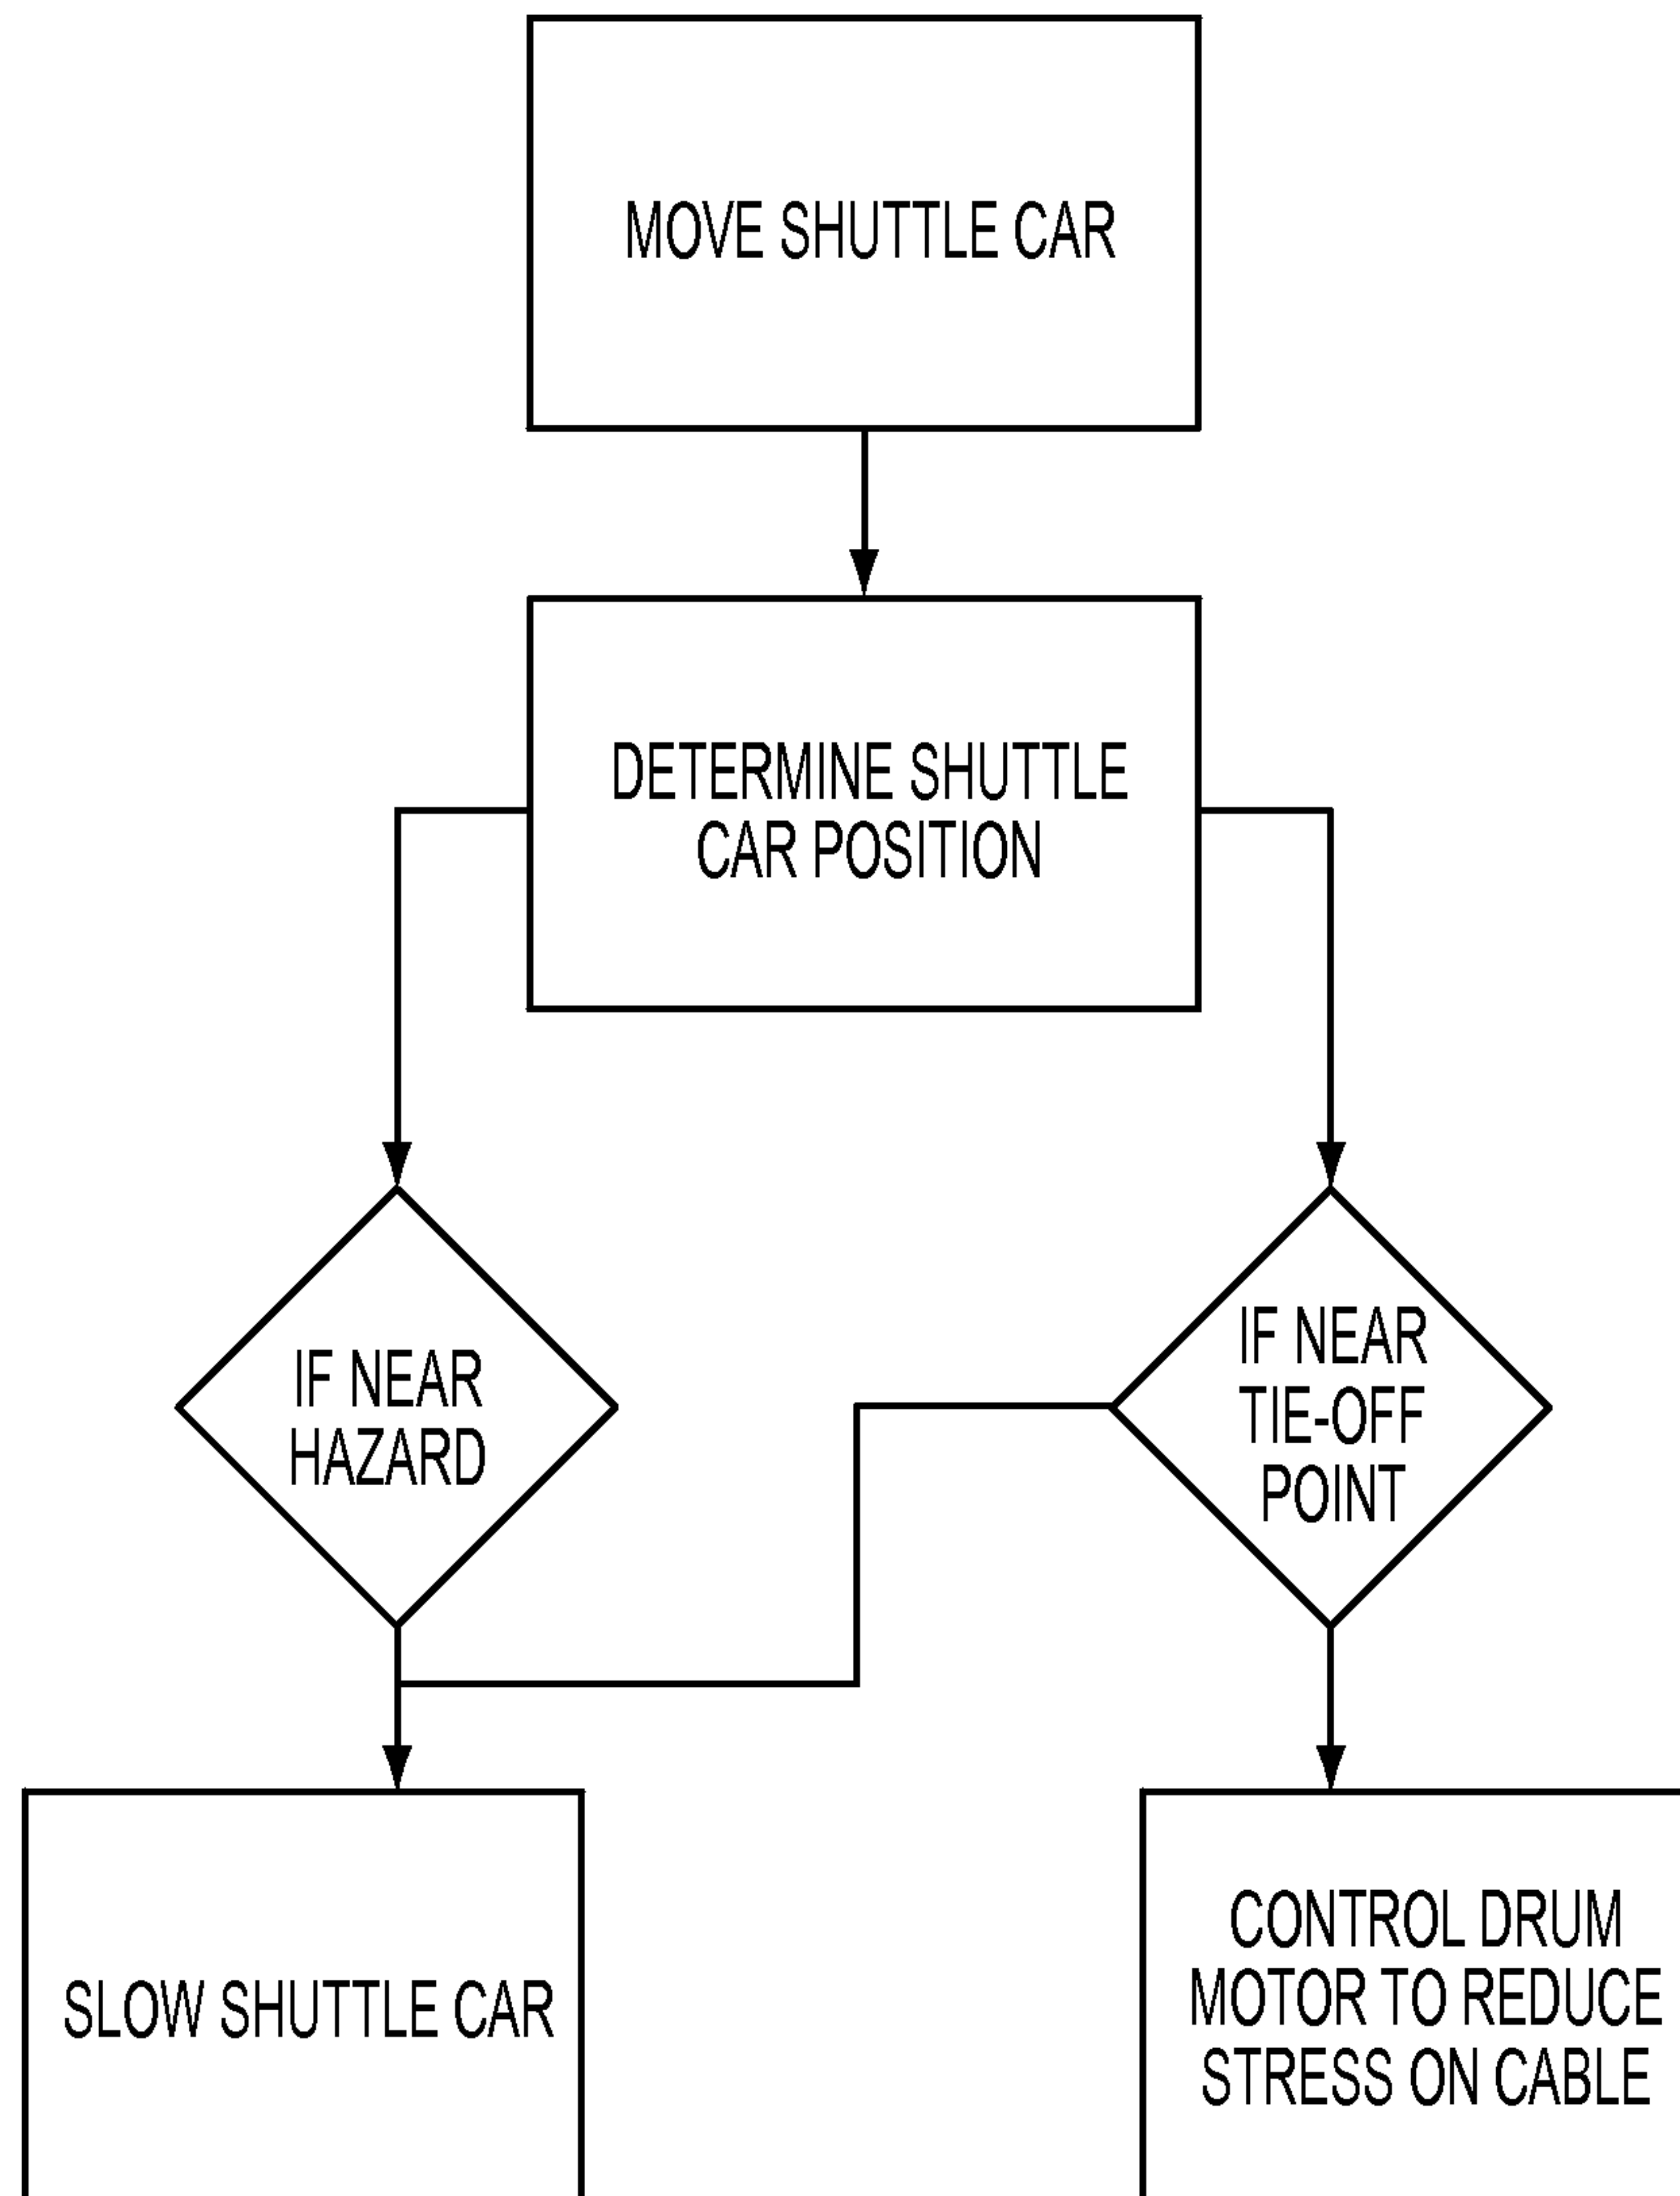 MOVE SHUTTLE CAR
DETERMINE SHUTTLE
CAR POSITION
IF NEAR
HAZARD
IF NEAR
TIE-OFF
POINT
SLOW SHUTTLE CAR
CONTROL DRUM
MOTOR TO REDUCE
STRESS ON CABLE